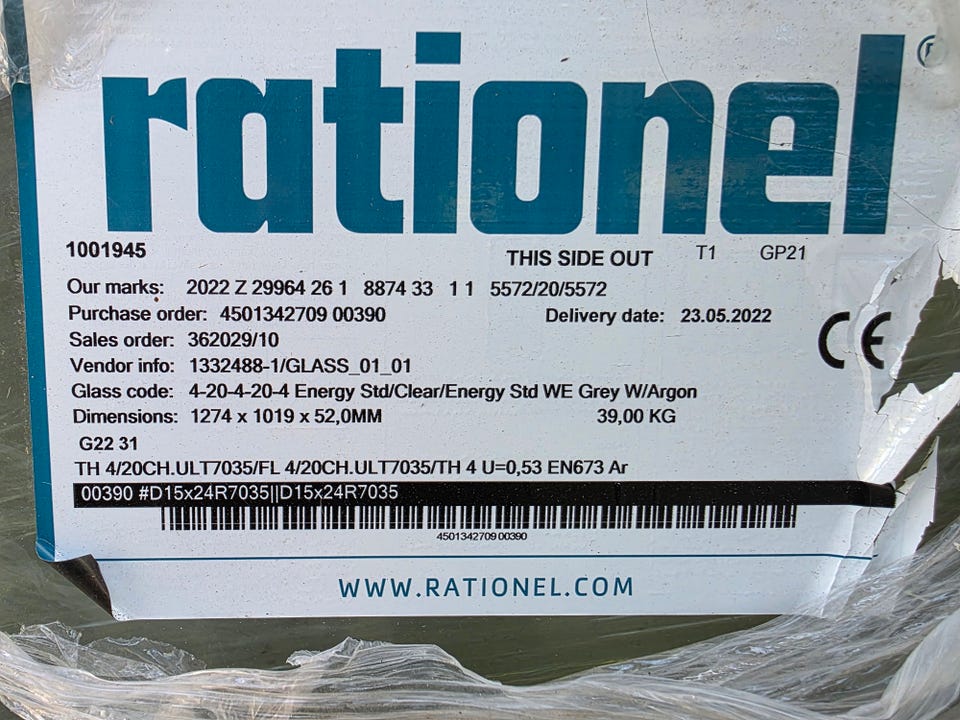 rationel®
1001945 THIS SIDE OUT T1 GP21
Our marks: 2022 Z 29964 26 1 8874 33 1 1 5572/20/5572
Purchase order: 4501342709 00390 Delivery date: 23.05.2022
Sales order: 362029/10
Vendor info: 1332488-1/GLASS_01_01
Glass code: 4-20-4-20-4 Energy Std/Clear/Energy Std WE Grey W/Argon
Dimensions: 1274 x 1019 x 52,0MM 39,00 KG
G22 31
TH 4/20CH.ULT7035/FL 4/20CH.ULT7035/TH 4 U=0,53 EN673 Ar
00390 #D15x24R7035||D15x24R7035
4501342709 00390
WWW.RATIONEL.COM
CE